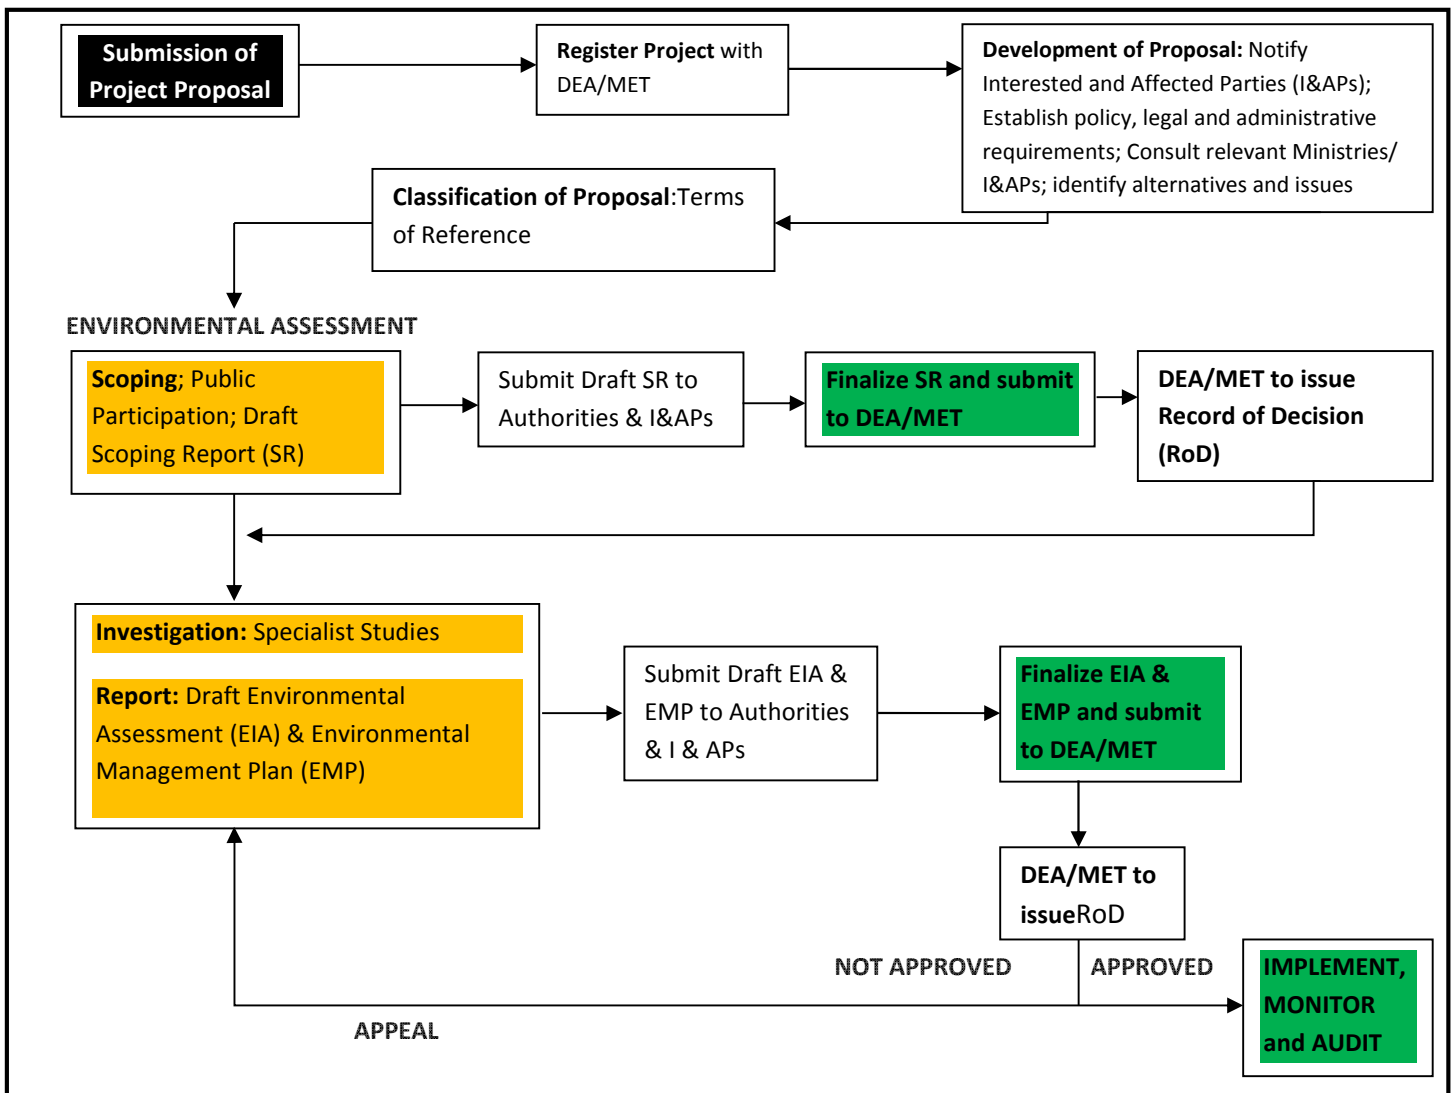 Submission of
Project Proposal
Register Project with
DEA/MET
Development of Proposal: Notify
Interested and Affected Parties (I&APs);
Establish policy, legal and administrative
requirements; Consult relevant Ministries/
I&APs; identify alternatives and issues
Classification of Proposal:Terms
of Reference
ENVIRONMENTAL ASSESSMENT
Scoping; Public
Participation; Draft
Scoping Report (SR)
Submit Draft SR to
Authorities & I&APs
Finalize SR and submit
to DEA/MET
DEA/MET to issue
Record of Decision
(RoD)
Investigation: Specialist Studies
Report: Draft Environmental
Assessment (EIA) & Environmental
Management Plan (EMP)
Submit Draft EIA &
EMP to Authorities
& I & APs
Finalize EIA &
EMP and submit
to DEA/MET
DEA/MET to
issueRoD
NOT APPROVED
APPROVED
APPEAL
IMPLEMENT,
MONITOR
and AUDIT